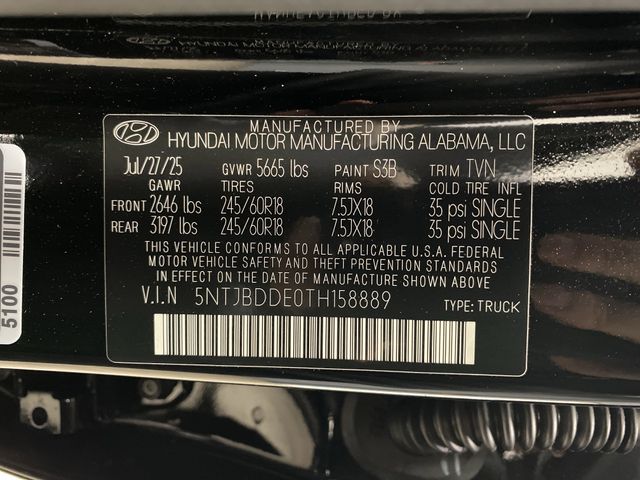 MANUFACTURED BY
HYUNDAI MOTOR MANUFACTURING ALABAMA, LLC
Jul/27/25 GVWR 5665 lbs PAINT S3B TRIM TVN
GAWR TIRES RIMS COLD TIRE INFL
FRONT 2646 lbs 245/60R18 7.5JX18 35 psi SINGLE
REAR 3197 lbs 245/60R18 7.5JX18 35 psi SINGLE
THIS VEHICLE CONFORMS TO ALL APPLICABLE U.S.A. FEDERAL
MOTOR VEHICLE SAFETY AND THEFT PREVENTION STANDARDS
IN EFFECT ON THE DATE OF MANUFACTURE SHOWN ABOVE
V.I.N 5NTJBDDE0TH158889 TYPE: TRUCK
5100